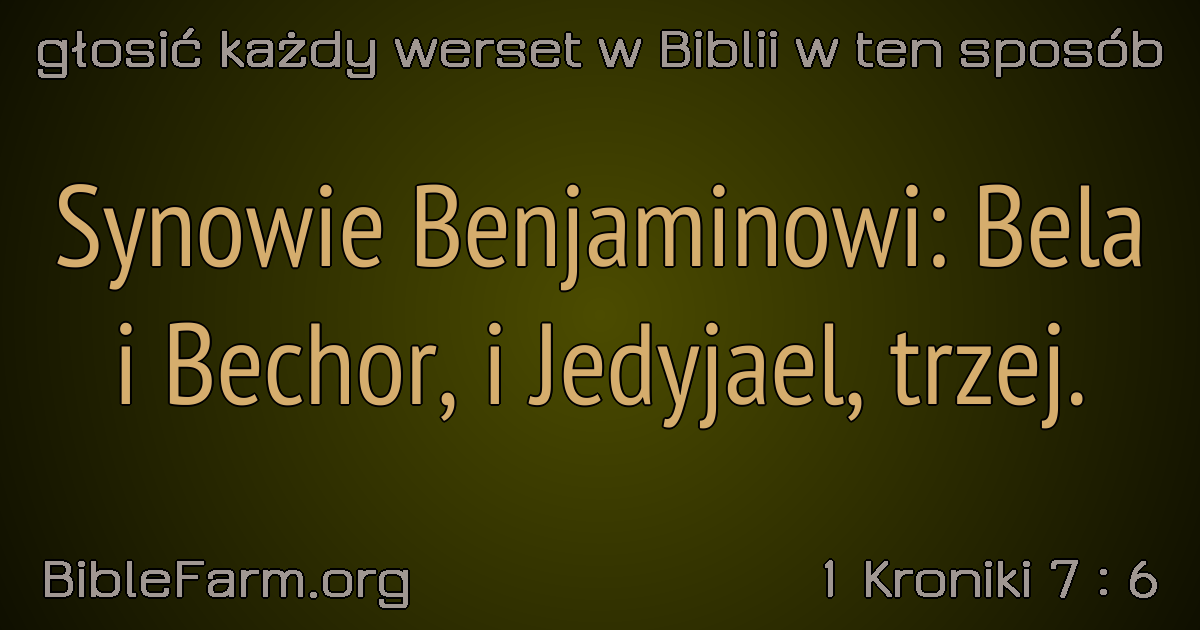 głosić każdy werset w Biblii w ten sposób
Synowie Benjaminowi: Bela
i Bechor, i Jedyjael, trzej.
BibleFarm.org
1 Kroniki 7 : 6